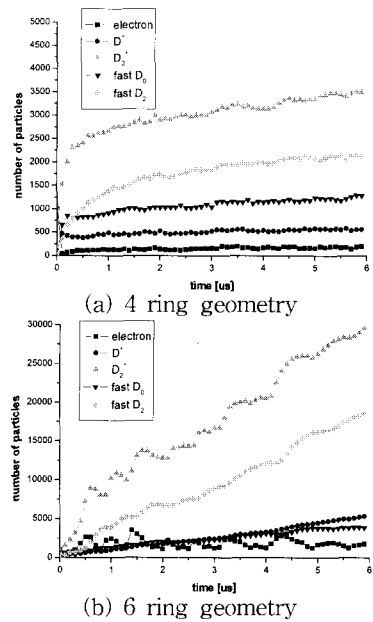 electron
D⁺
D₂⁺
fast D₀
fast D₂
number of particles
5000
4500
4000
3500
3000
2500
2000
1500
1000
500
0
0 1 2 3 4 5 6
time [us]
(a) 4 ring geometry
electron
D⁺
D₂⁺
fast D₀
fast D₂
number of particles
30000
25000
20000
15000
10000
5000
0
0 1 2 3 4 5 6
time [us]
(b) 6 ring geometry